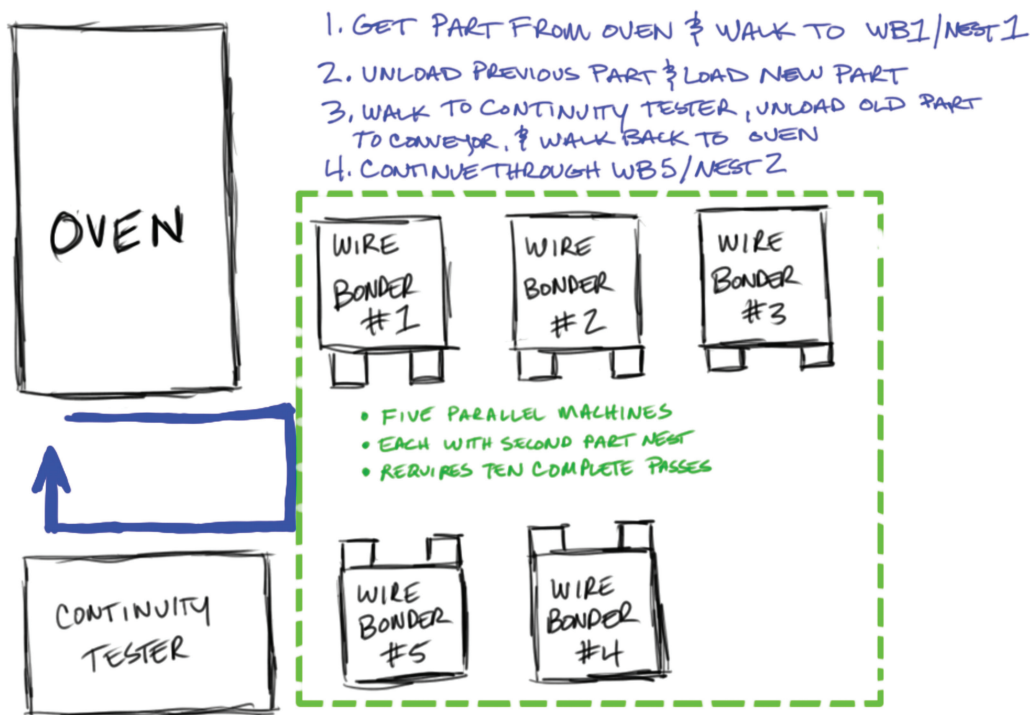 1. GET PART FROM OVEN & WALK TO WB1/NEST 1
2. UNLOAD PREVIOUS PART & LOAD NEW PART
3. WALK TO CONTINUITY TESTER, UNLOAD OLD PART
TO CONVEYOR, & WALK BACK TO OVEN
4. CONTINUE THROUGH WB5/NEST 2
OVEN
WIRE
BONDER
#1
WIRE
BONDER
#2
WIRE
BONDER
#3
• FIVE PARALLEL MACHINES
• EACH WITH SECOND PART NEST
• REQUIRES TEN COMPLETE PASSES
CONTINUITY
TESTER
WIRE
BONDER
#5
WIRE
BONDER
#4